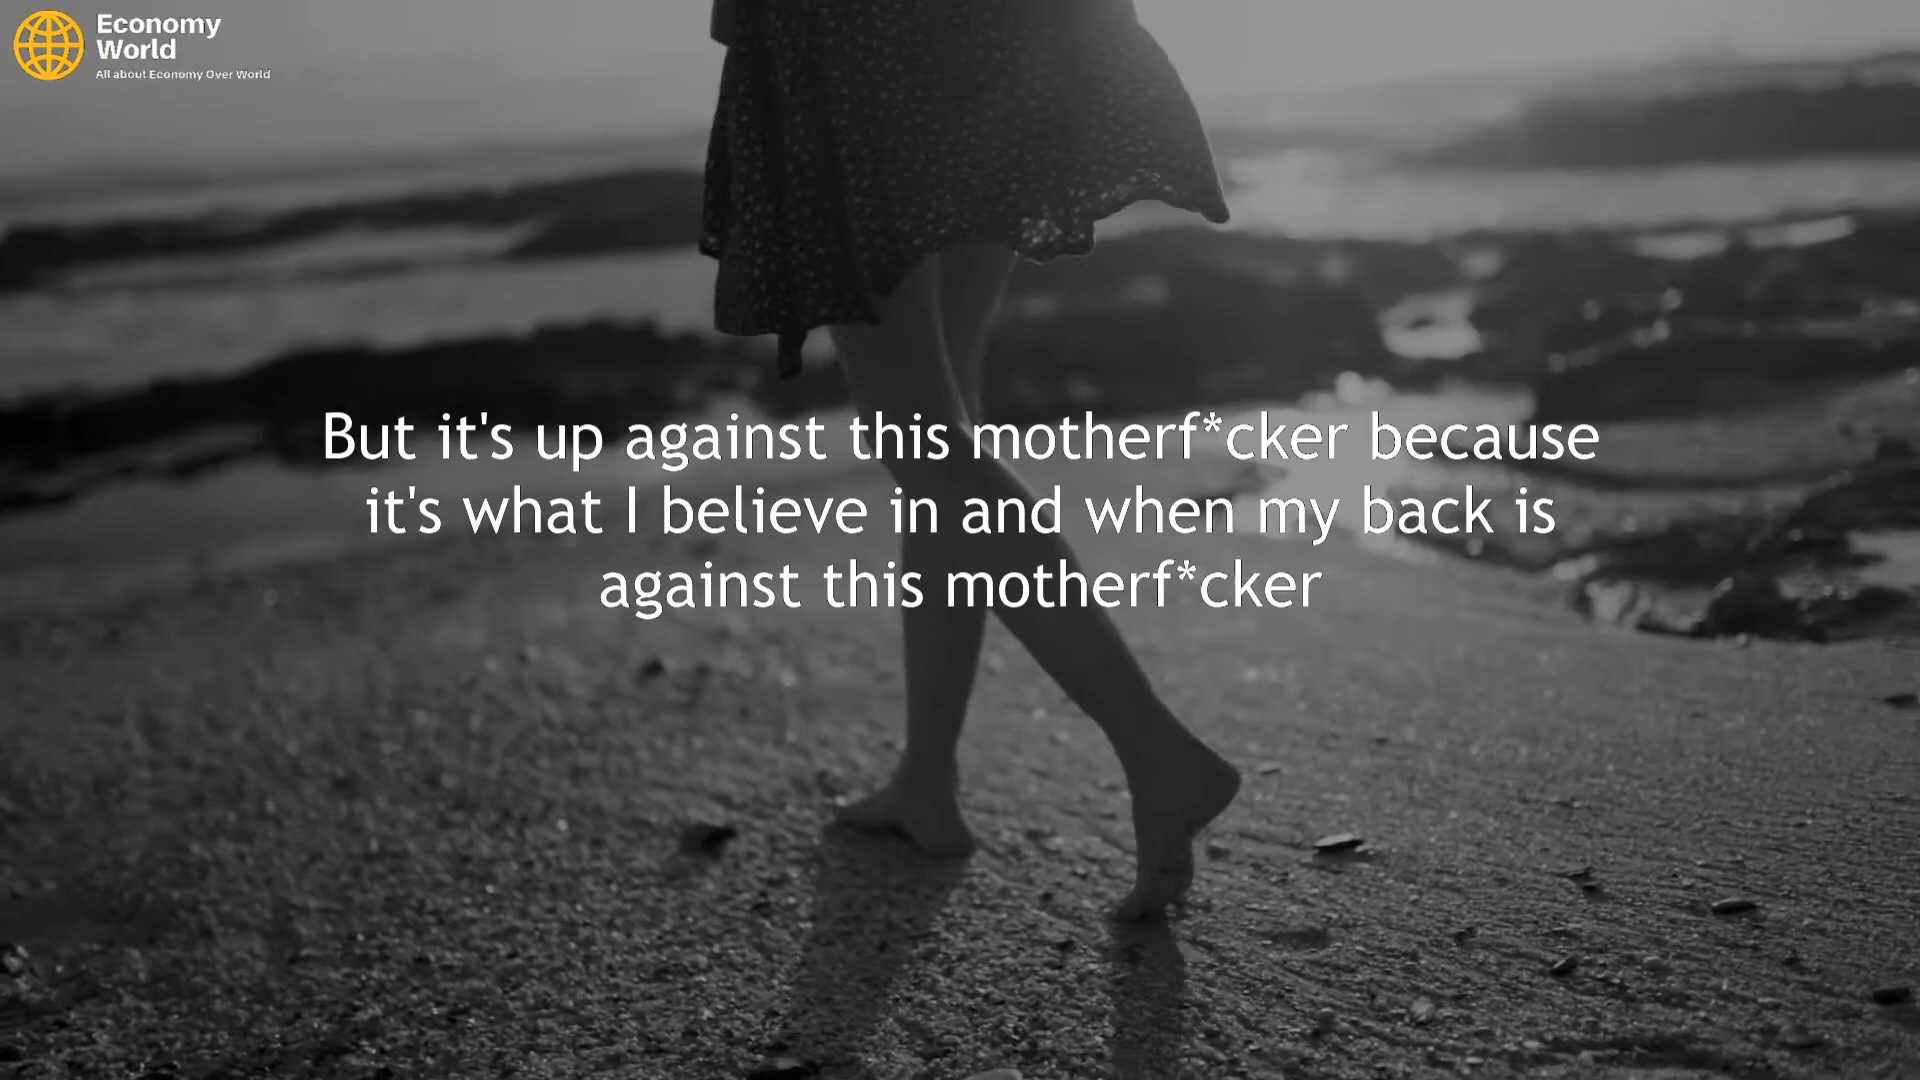 Economy
World
All about Economy Over World
But it's up against this motherf*cker because
it's what I believe in and when my back is
against this motherf*cker